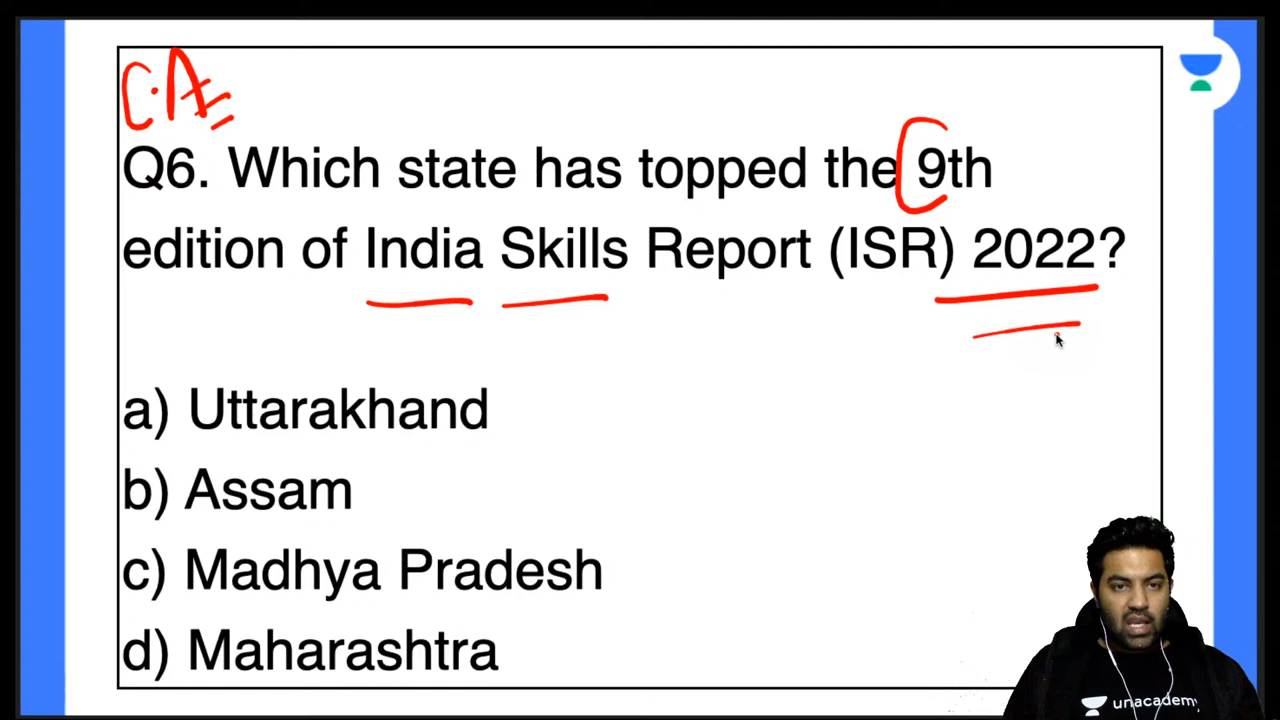 C.A
Q6. Which state has topped the 9th
edition of India Skills Report (ISR) 2022?
a) Uttarakhand
b) Assam
c) Madhya Pradesh
d) Maharashtra
unacademy